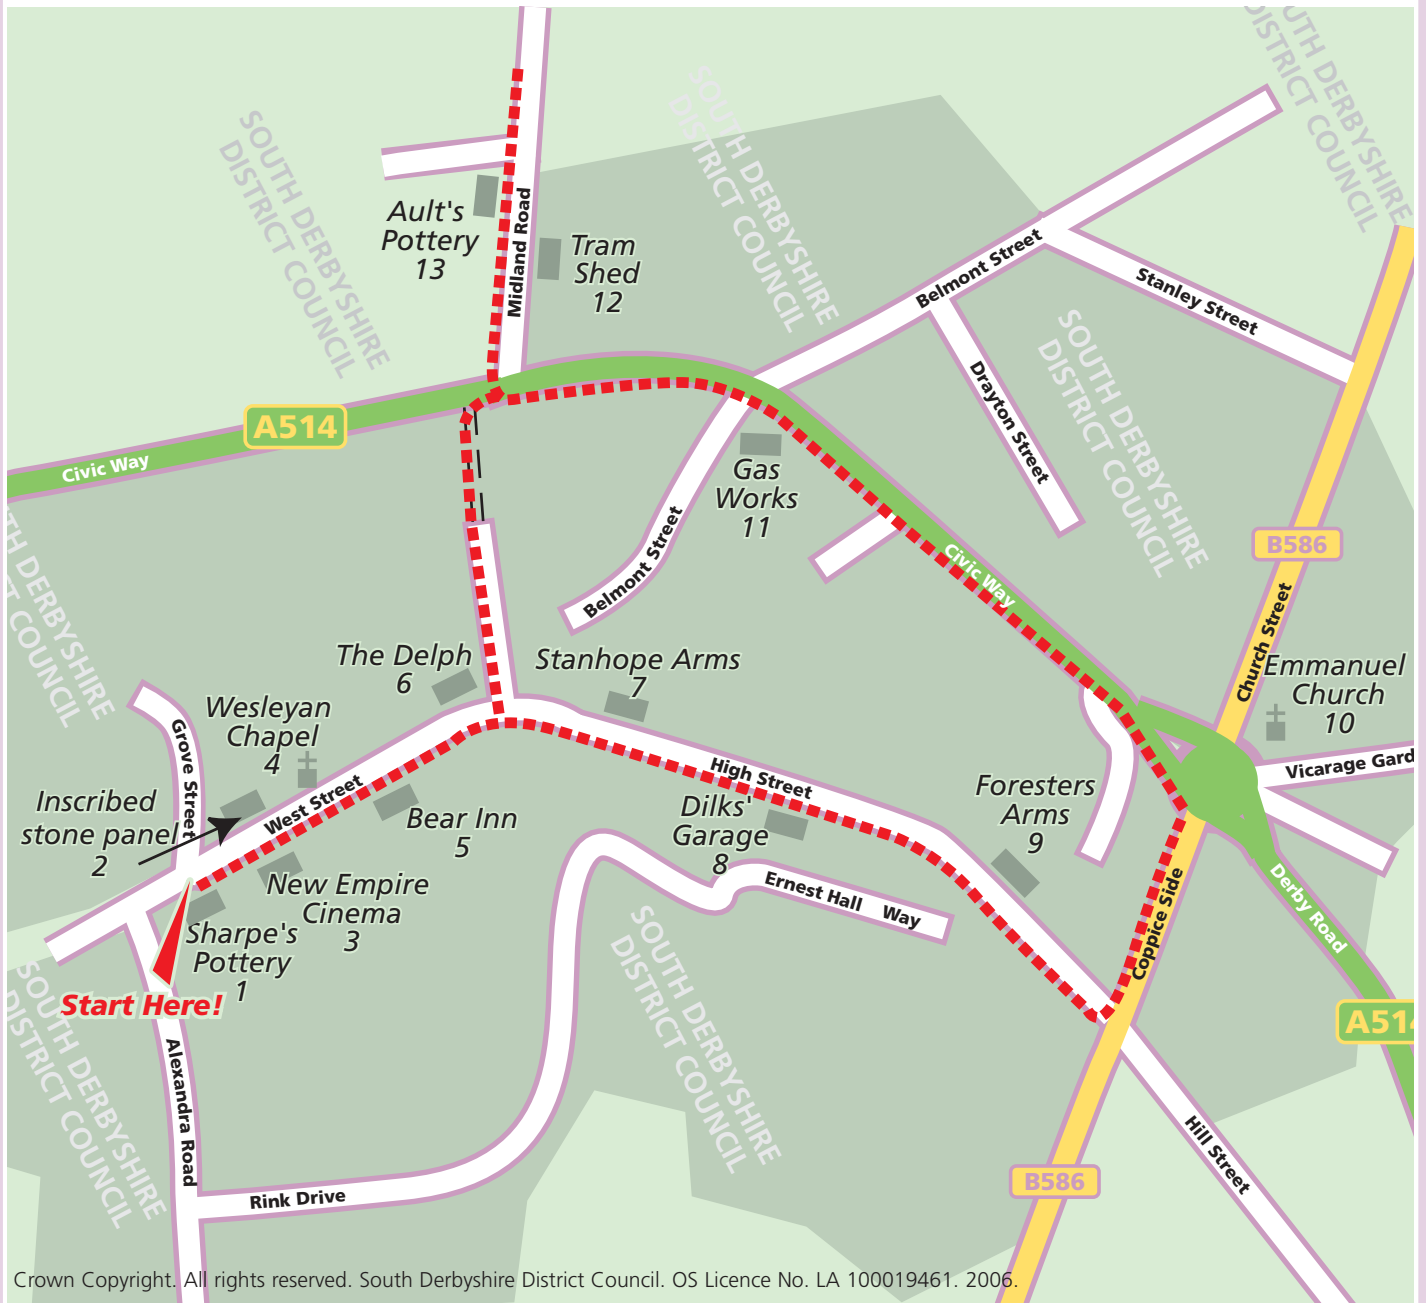 SOUTH DERBYSHIRE
DISTRICT COUNCIL
SOUTH DERBYSHIRE
DISTRICT COUNCIL
UTH DERBYSHIRE
DISTRICT COUNCIL
Ault's
Pottery
13
Midland Road
Tram
Shed
12
Belmont Street
Stanley Street
Drayton Street
SOUTH DERBYSHIRE
DISTRICT COUNCIL
A514
Civic Way
Gas
Works
11
Belmont Street
Civic Way
B586
Church Street
TH DERBYSHIRE
CT COUNCIL
The Delph
6
Stanhope Arms
7
Emmanuel
Church
10
Vicarage Gard
Wesleyan
Chapel
4
Grove Street
West Street
High Street
Inscribed
stone panel
2
Bear Inn
5
Dilks'
Garage
8
Foresters
Arms
9
Ernest Hall Way
Coppice Side
Derby Road
New Empire
Cinema
3
Sharpe's
Pottery
1
Start Here!
SOUTH DERBYSHIRE
DISTRICT COUNCIL
SOUTH DERBYSHIRE
DISTRICT COUNCIL
A514
Alexandra Road
Rink Drive
B586
Hill Street
Crown Copyright. All rights reserved. South Derbyshire District Council. OS Licence No. LA 100019461. 2006.